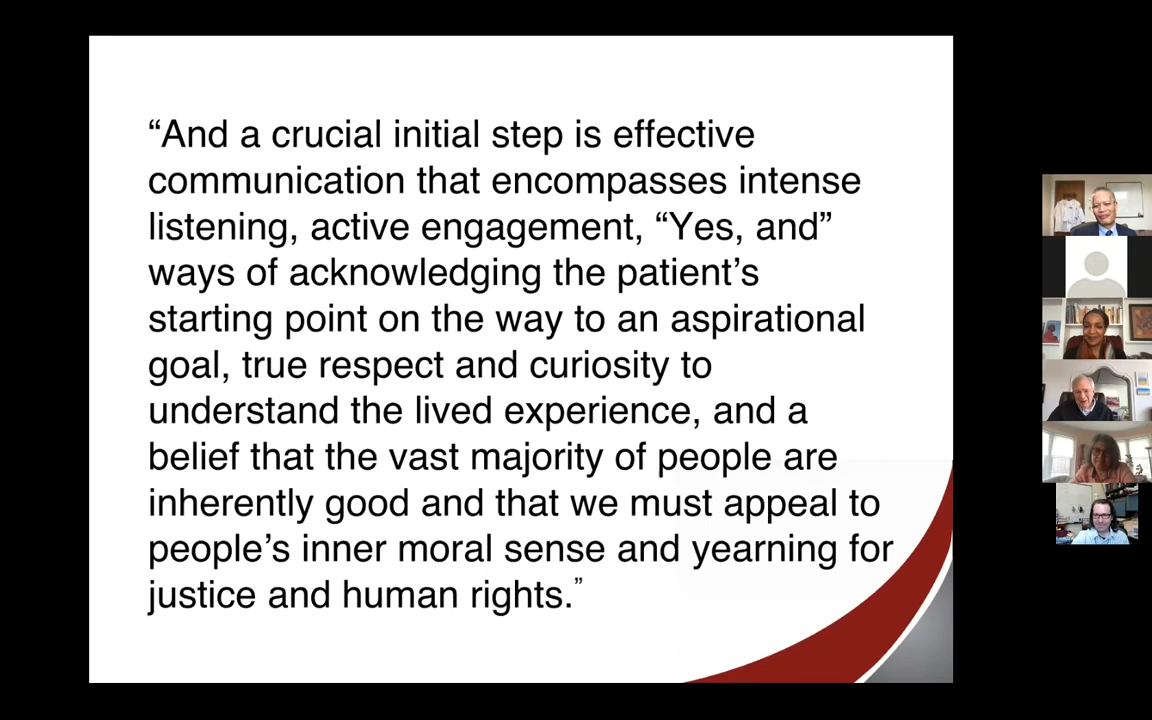 “And a crucial initial step is effective
communication that encompasses intense
listening, active engagement, “Yes, and”
ways of acknowledging the patient’s
starting point on the way to an aspirational
goal, true respect and curiosity to
understand the lived experience, and a
belief that the vast majority of people are
inherently good and that we must appeal to
people’s inner moral sense and yearning for
justice and human rights.”